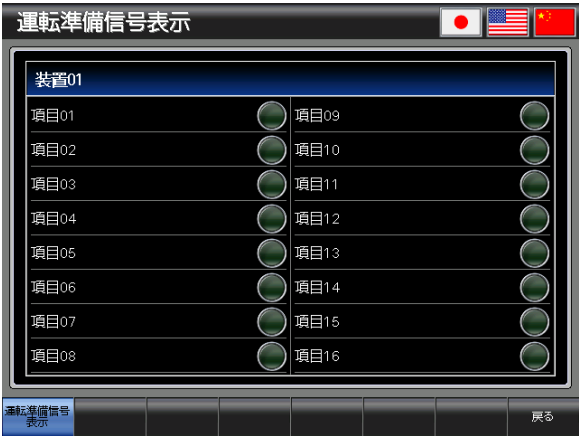 運転準備信号表示
装置01
項目01
項目02
項目03
項目04
項目05
項目06
項目07
項目08
項目09
項目10
項目11
項目12
項目13
項目14
項目15
項目16
運転準備信号
表示
戻る